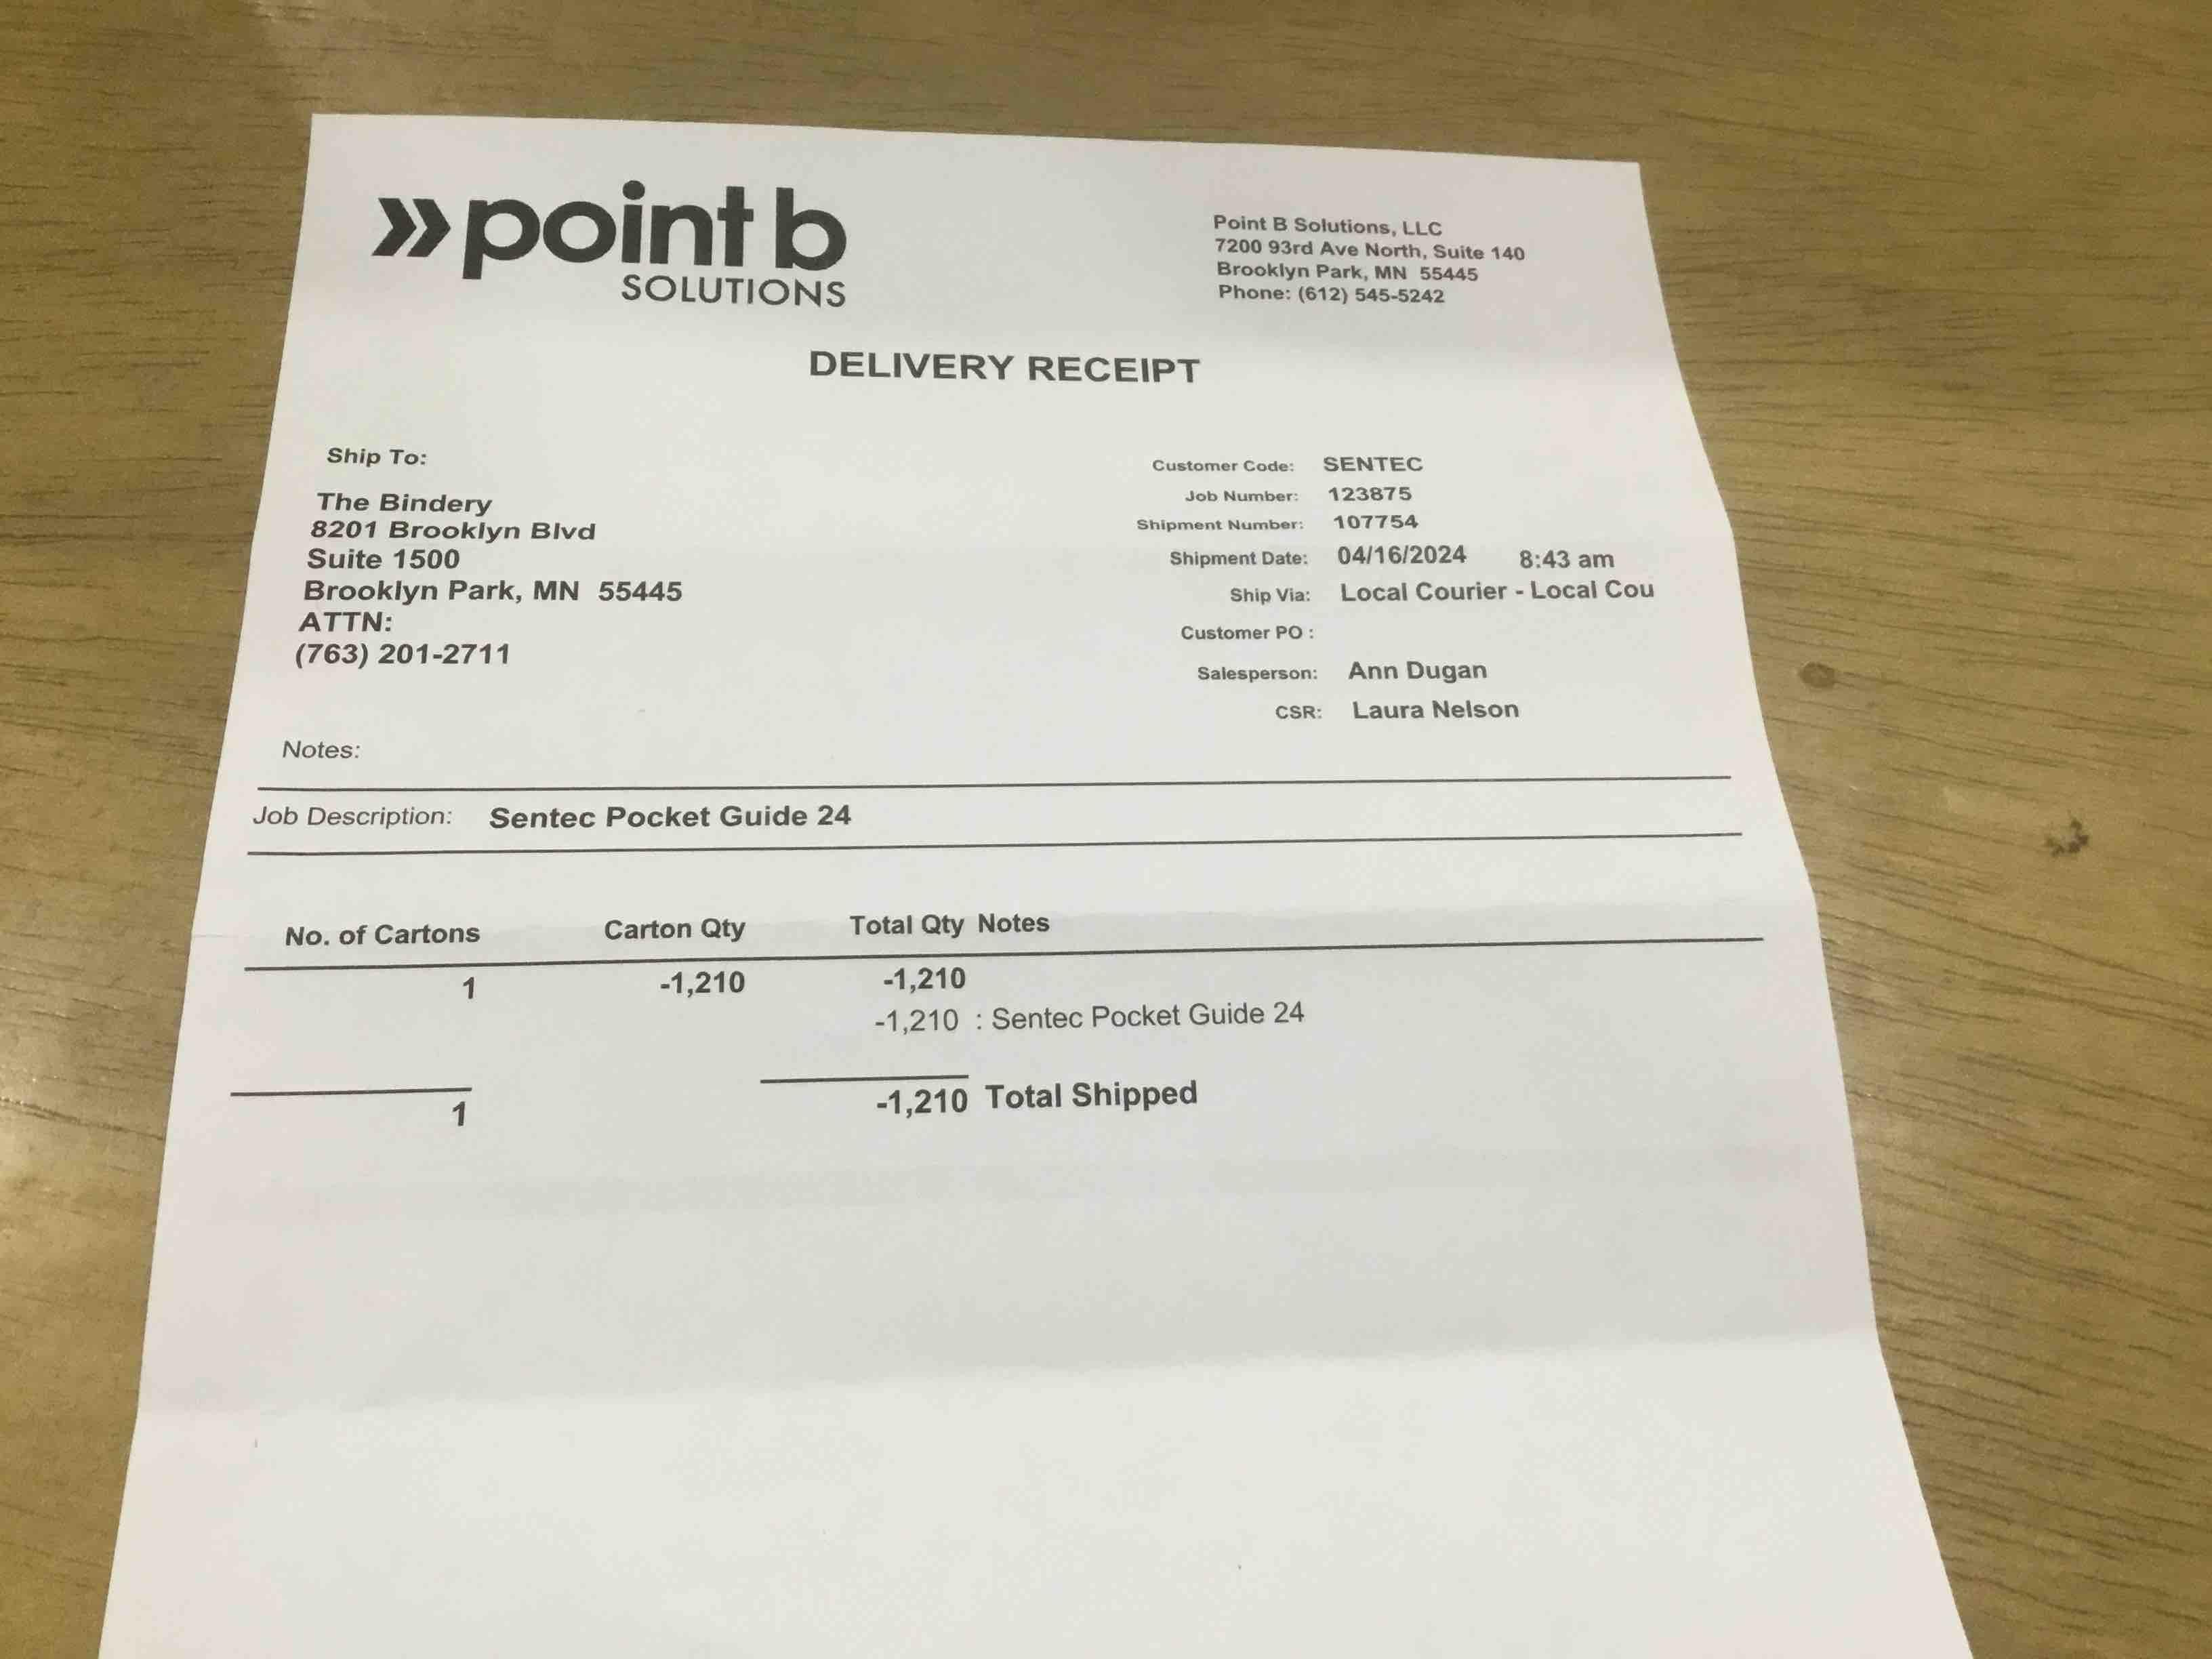 »point b
SOLUTIONS
Point B Solutions, LLC
7200 93rd Ave North, Suite 140
Brooklyn Park, MN 55445
Phone: (612) 545-5242
DELIVERY RECEIPT
Ship To:
The Bindery
8201 Brooklyn Blvd
Suite 1500
Brooklyn Park, MN 55445
ATTN:
(763) 201-2711
Customer Code: SENTEC
Job Number: 123875
Shipment Number: 107754
Shipment Date: 04/16/2024 8:43 am
Ship Via: Local Courier - Local Cou
Customer PO :
Salesperson: Ann Dugan
CSR: Laura Nelson
Notes:
Job Description: Sentec Pocket Guide 24
No. of Cartons Carton Qty Total Qty Notes
1 -1,210 -1,210
-1,210 : Sentec Pocket Guide 24
1 -1,210 Total Shipped